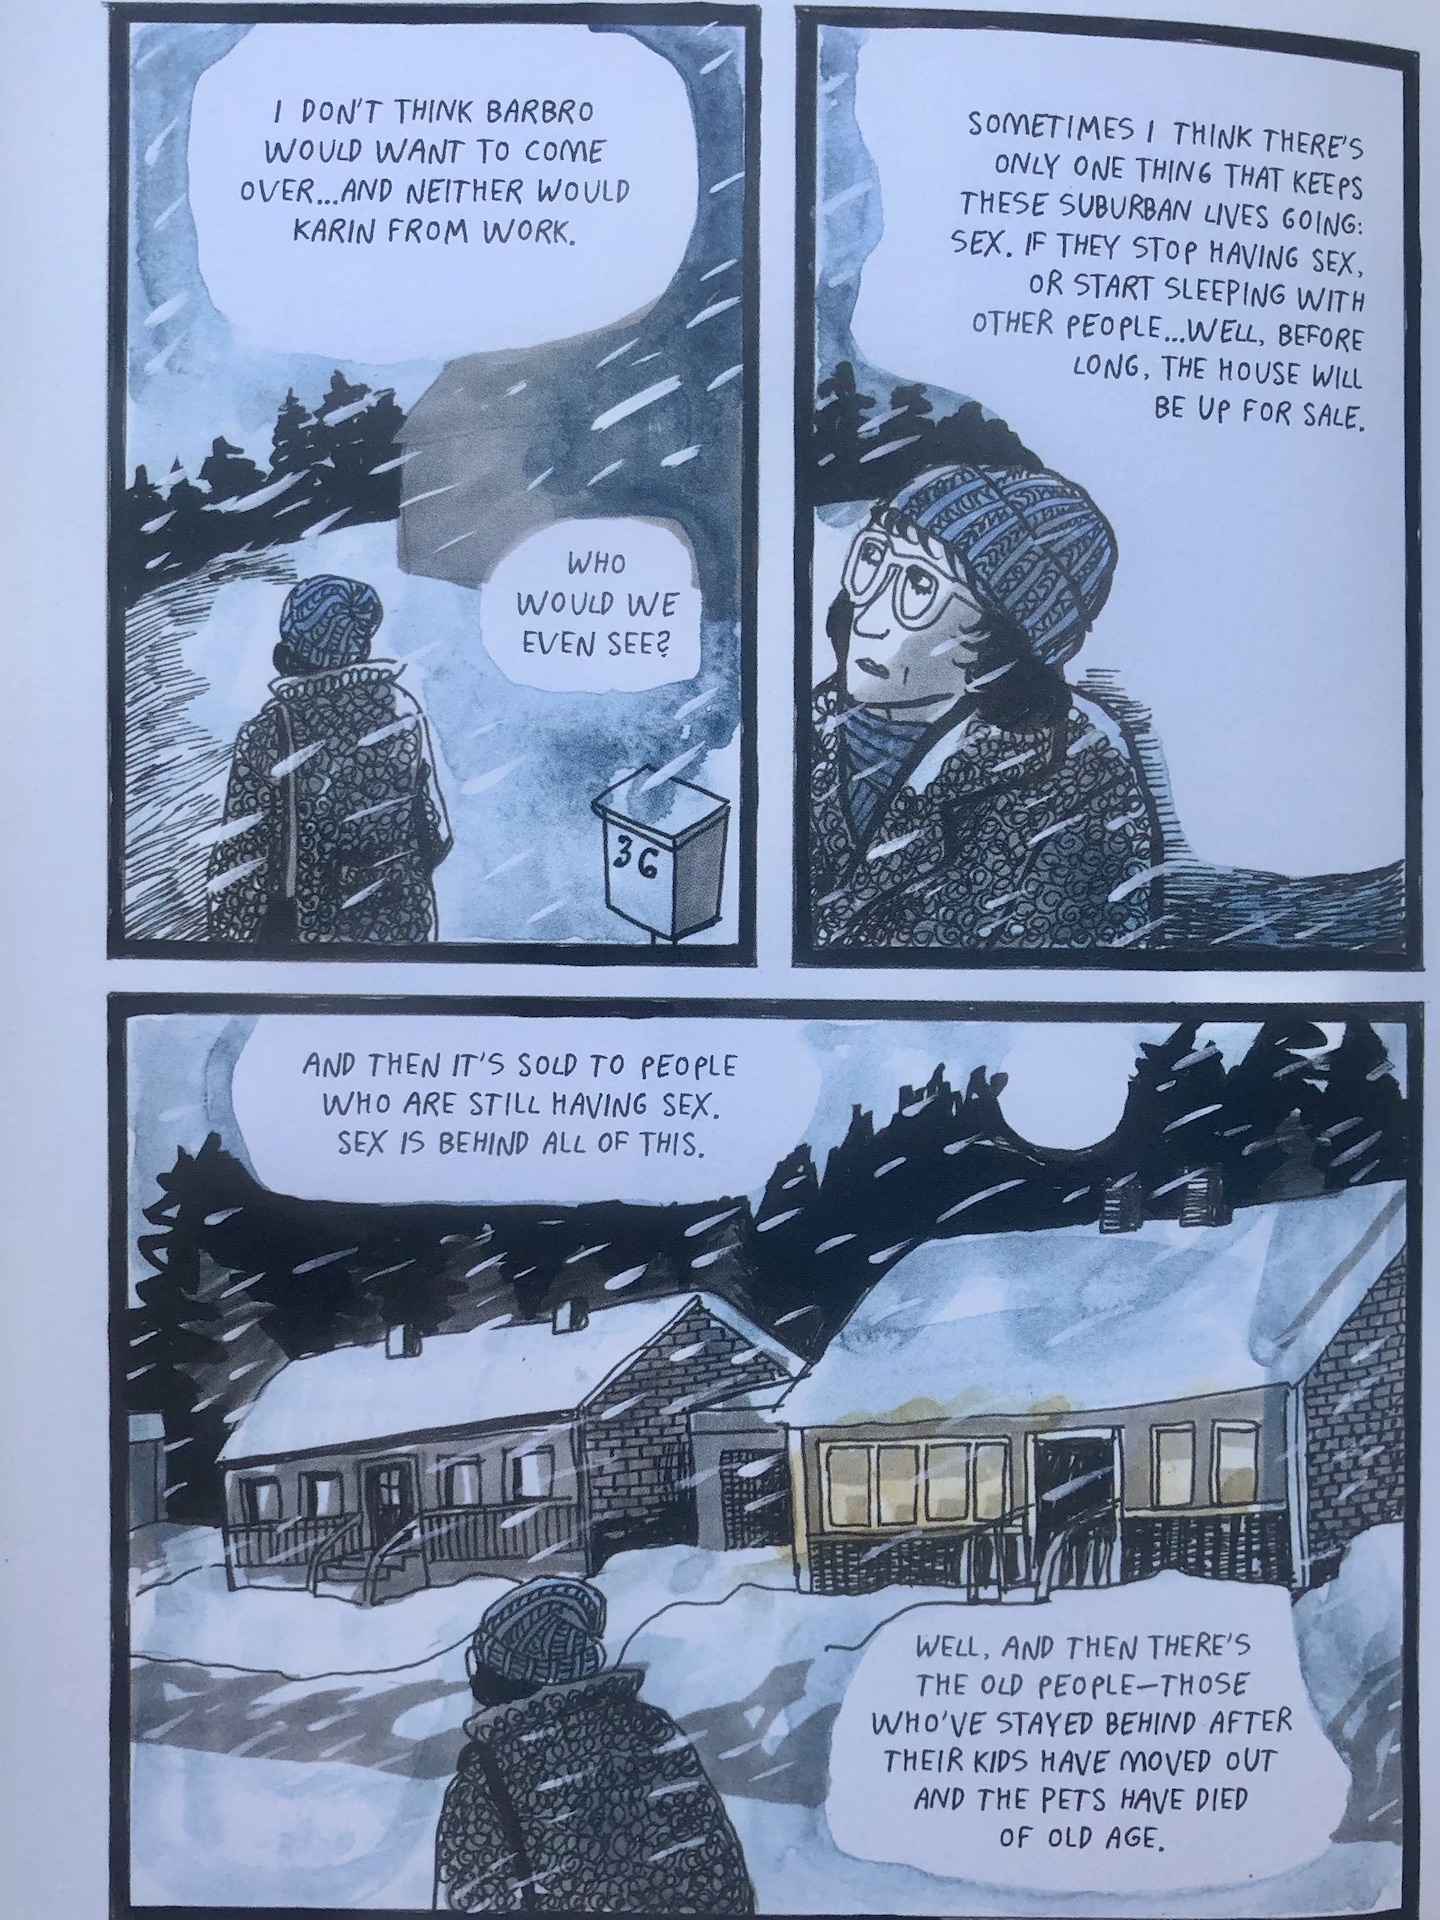 I DON'T THINK BARBRO
WOULD WANT TO COME
OVER...AND NEITHER WOULD
KARIN FROM WORK.
WHO
WOULD WE
EVEN SEE?
36
SOMETIMES I THINK THERE'S
ONLY ONE THING THAT KEEPS
THESE SUBURBAN LIVES GOING:
SEX. IF THEY STOP HAVING SEX,
OR START SLEEPING WITH
OTHER PEOPLE...WELL, BEFORE
LONG, THE HOUSE WILL
BE UP FOR SALE.
AND THEN IT'S SOLD TO PEOPLE
WHO ARE STILL HAVING SEX.
SEX IS BEHIND ALL OF THIS.
WELL, AND THEN THERE'S
THE OLD PEOPLE—THOSE
WHO'VE STAYED BEHIND AFTER
THEIR KIDS HAVE MOVED OUT
AND THE PETS HAVE DIED
OF OLD AGE.